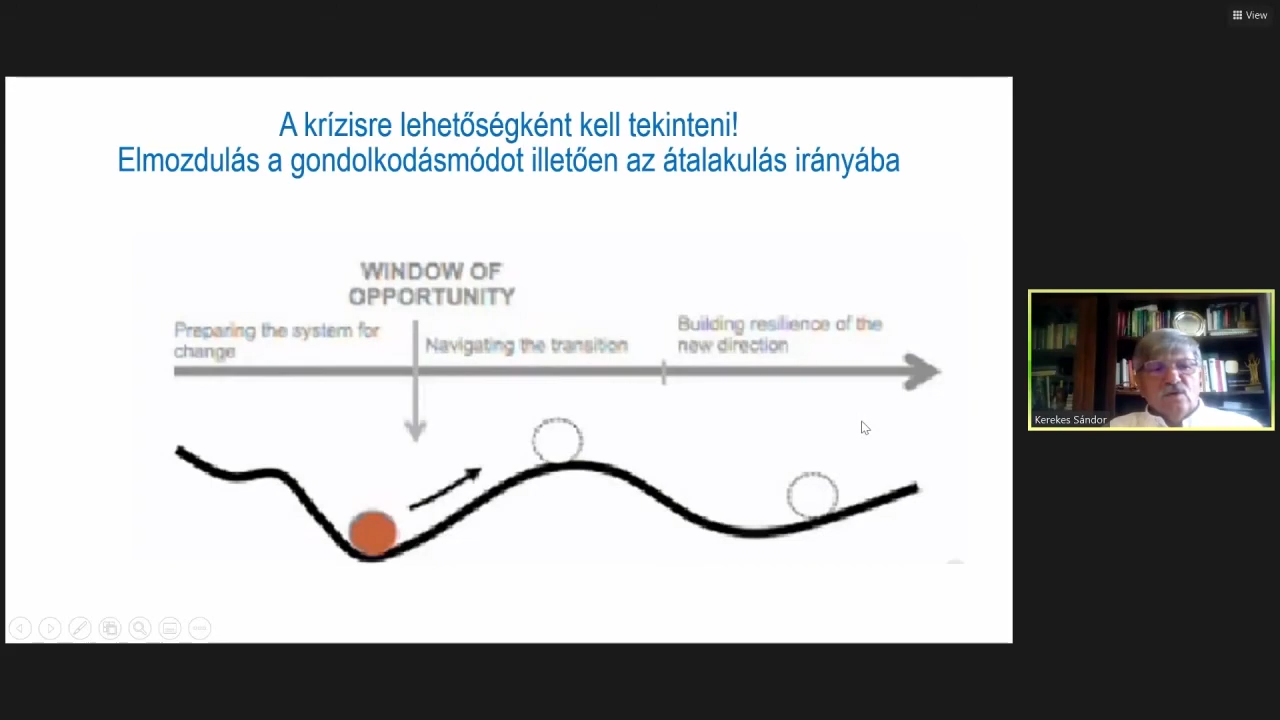 View
A krízisre lehetőségként kell tekinteni!
Elmozdulás a gondolkodásmódot illetően az átalakulás irányába
WINDOW OF
OPPORTUNITY
Preparing the system for
change
Navigating the transition
Building resilience of the
new direction
Kerekes Sándor